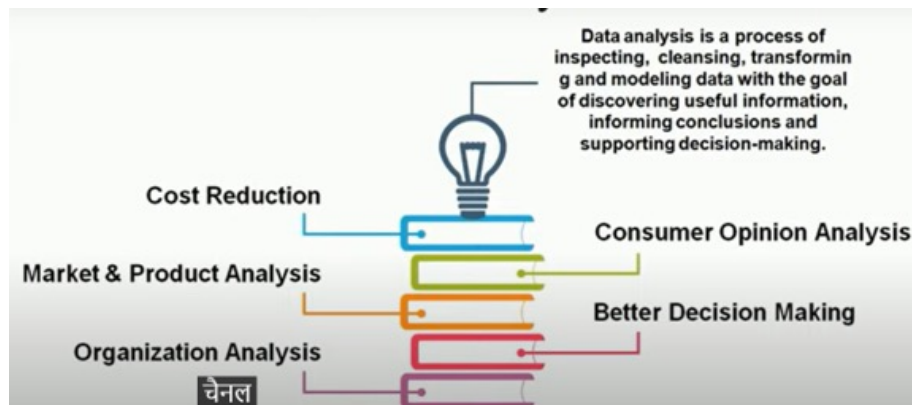 Data analysis is a process of
inspecting, cleansing, transformin
g and modeling data with the goal
of discovering useful information,
informing conclusions and
supporting decision-making.
Cost Reduction
Consumer Opinion Analysis
Market & Product Analysis
Better Decision Making
Organization Analysis
चैनल